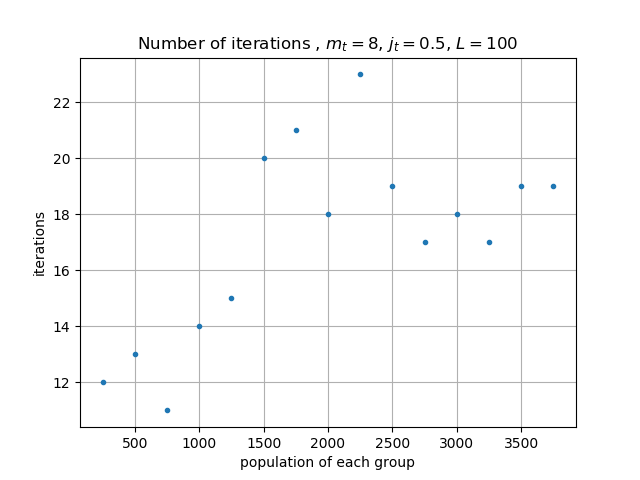 Number of iterations , $m_t = 8$, $j_t = 0.5$, $L = 100$
22
20
18
16
14
12
iterations
500 1000 1500 2000 2500 3000 3500
population of each group